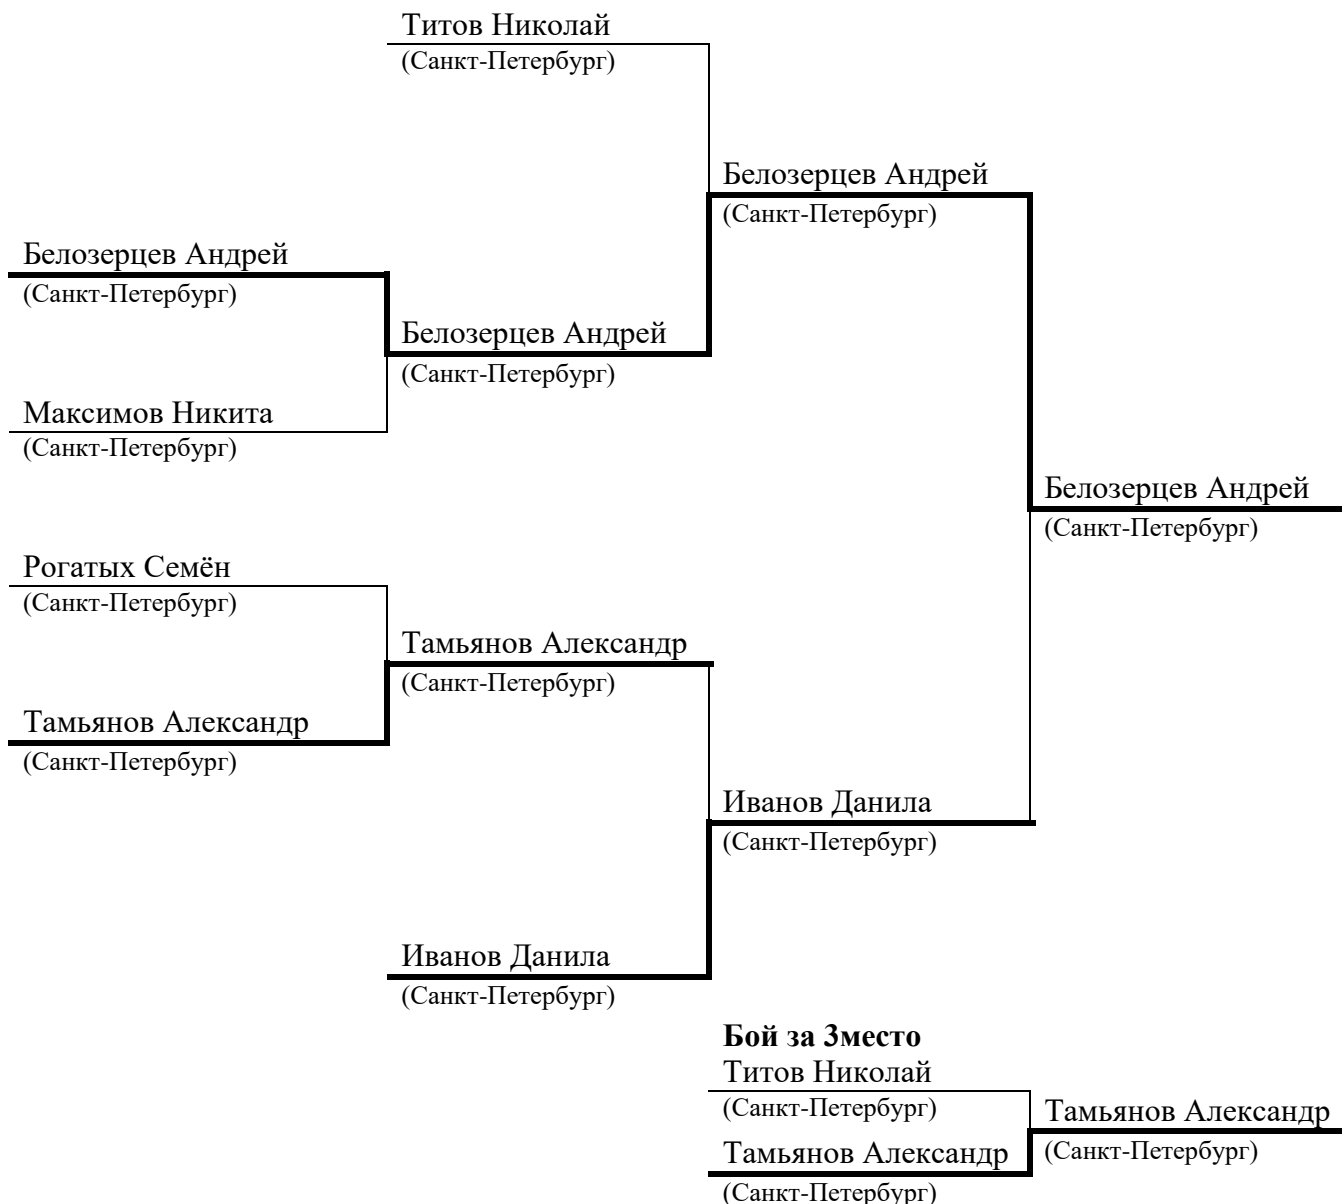 Титов Николай
(Санкт-Петербург)
Белозерцев Андрей
(Санкт-Петербург)
Белозерцев Андрей
(Санкт-Петербург)
Белозерцев Андрей
(Санкт-Петербург)
Максимов Никита
(Санкт-Петербург)
Белозерцев Андрей
(Санкт-Петербург)
Рогатых Семён
(Санкт-Петербург)
Тамьянов Александр
(Санкт-Петербург)
Тамьянов Александр
(Санкт-Петербург)
Иванов Данила
(Санкт-Петербург)
Иванов Данила
(Санкт-Петербург)
Бой за 3место
Титов Николай
(Санкт-Петербург)
Тамьянов Александр
(Санкт-Петербург)
Тамьянов Александр
(Санкт-Петербург)